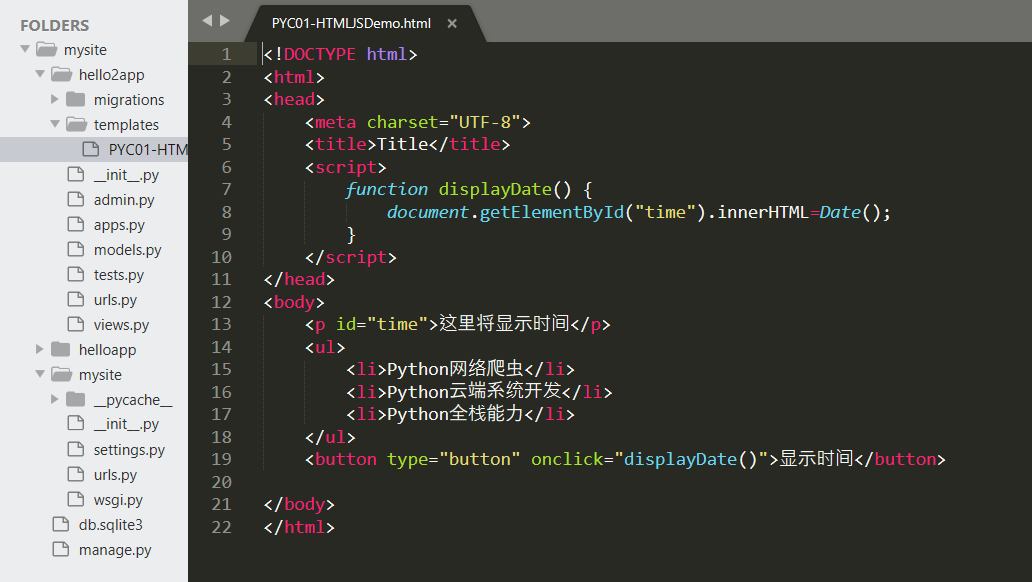 FOLDERS
mysite
hello2app
migrations
templates
PYC01-HTM
__init__.py
admin.py
apps.py
models.py
tests.py
urls.py
views.py
helloapp
mysite
__pycache__
__init__.py
settings.py
urls.py
wsgi.py
db.sqlite3
manage.py
PYC01-HTMLJSDemo.html ×
1 <!DOCTYPE html>
2 <html>
3 <head>
4     <meta charset="UTF-8">
5     <title>Title</title>
6     <script>
7         function displayDate() {
8             document.getElementById("time").innerHTML=Date();
9         }
10     </script>
11 </head>
12 <body>
13     <p id="time">这里将显示时间</p>
14     <ul>
15         <li>Python网络爬虫</li>
16         <li>Python云端系统开发</li>
17         <li>Python全栈能力</li>
18     </ul>
19     <button type="button" onclick="displayDate()">显示时间</button>
20
21 </body>
22 </html>